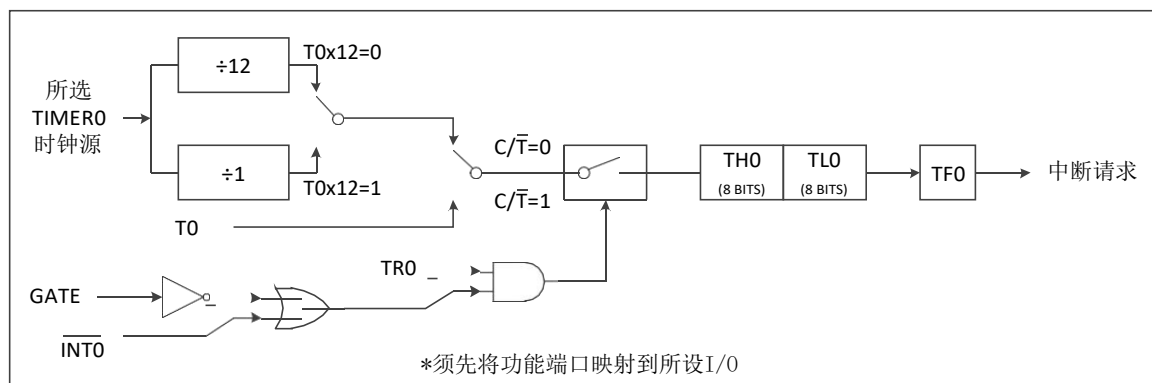 T0x12=0
÷12
所选
TIMER0
时钟源
÷1
T0x12=1
C/T̅=0
C/T̅=1
TH0
(8 BITS)
TL0
(8 BITS)
TF0
中断请求
T0
TR0
GATE
I̅N̅T̅0̅
*须先将功能端口映射到所设I/0